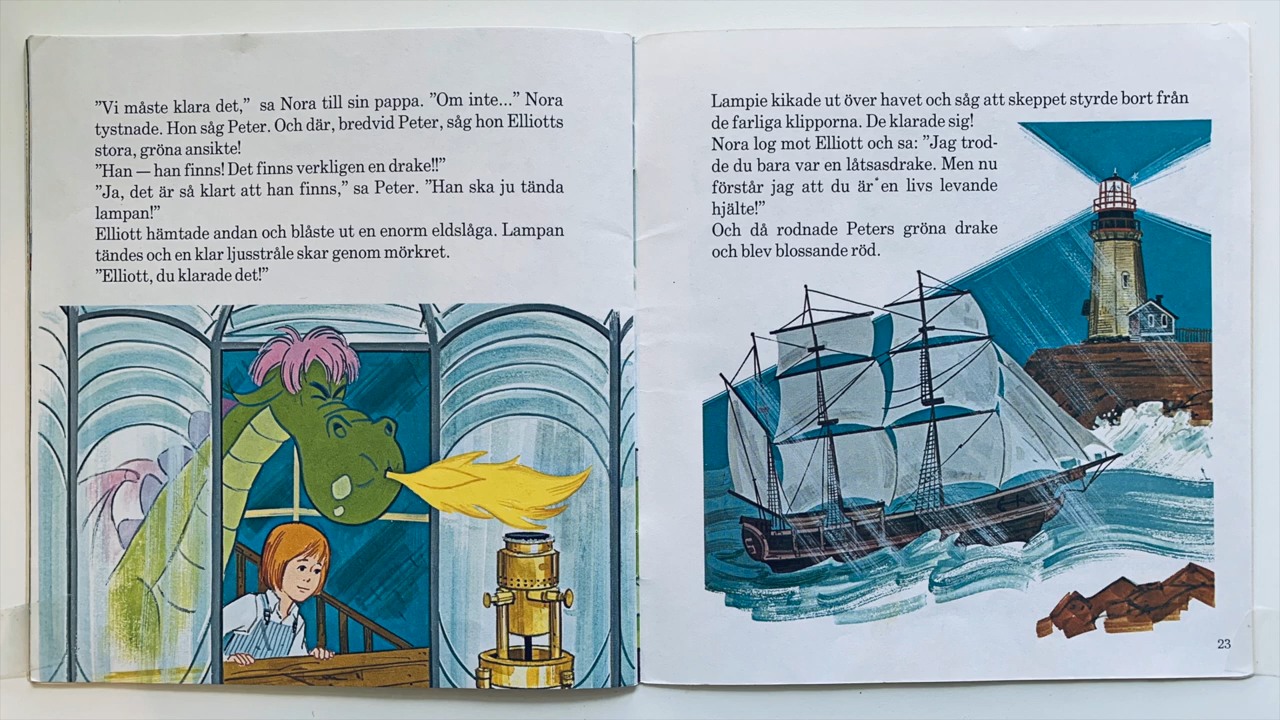 ”Vi måste klara det,” sa Nora till sin pappa. ”Om inte...” Nora
tystnade. Hon såg Peter. Och där, bredvid Peter, såg hon Elliotts
stora, gröna ansikte!
”Han — han finns! Det finns verkligen en drake!!”
”Ja, det är så klart att han finns,” sa Peter. ”Han ska ju tända
lampan!”
Elliott hämtade andan och blåste ut en enorm eldslåga. Lampan
tändes och en klar ljusstråle skar genom mörkret.
”Elliott, du klarade det!”
Lampie kikade ut över havet och såg att skeppet styrde bort från
de farliga klipporna. De klarade sig!
Nora log mot Elliott och sa: ”Jag trod-
de du bara var en låtsasdrake. Men nu
förstår jag att du är en livs levande
hjälte!”
Och då rodnade Peters gröna drake
och blev blossande röd.
23